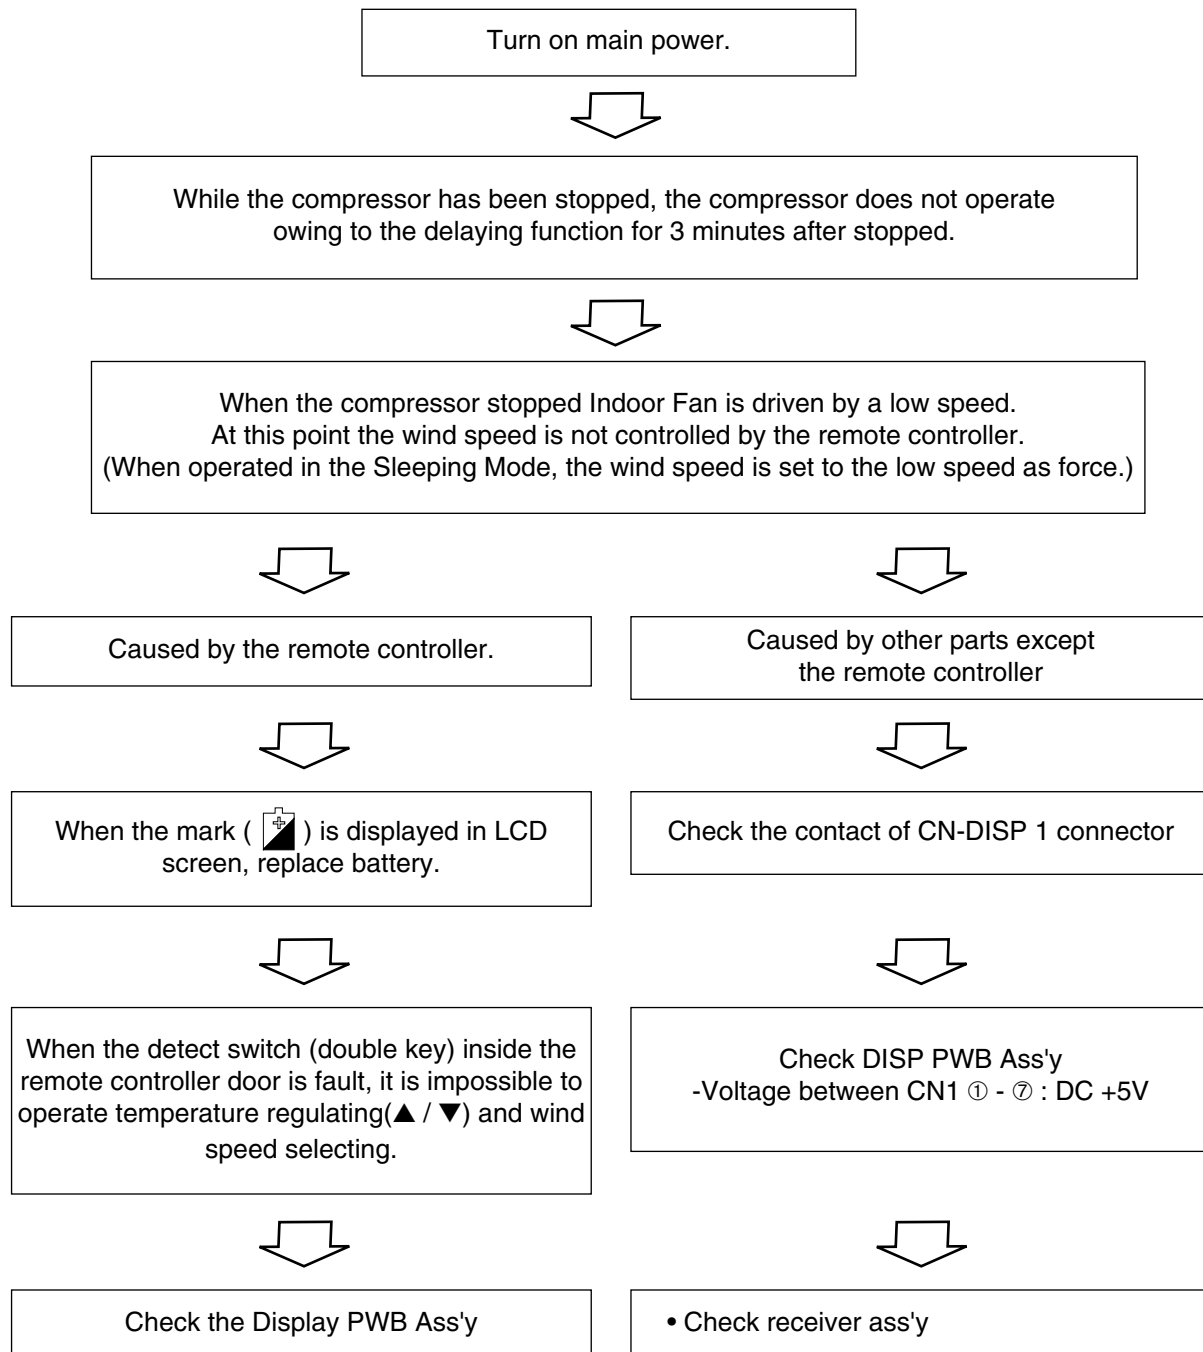 Turn on main power.
While the compressor has been stopped, the compressor does not operate
owing to the delaying function for 3 minutes after stopped.
When the compressor stopped Indoor Fan is driven by a low speed.
At this point the wind speed is not controlled by the remote controller.
(When operated in the Sleeping Mode, the wind speed is set to the low speed as force.)
Caused by the remote controller.
When the mark ( ) is displayed in LCD
screen, replace battery.
When the detect switch (double key) inside the
remote controller door is fault, it is impossible to
operate temperature regulating(▲ / ▼) and wind
speed selecting.
Check the Display PWB Ass'y
Caused by other parts except
the remote controller
Check the contact of CN-DISP 1 connector
Check DISP PWB Ass'y
-Voltage between CN1 ① - ⑦ : DC +5V
• Check receiver ass'y